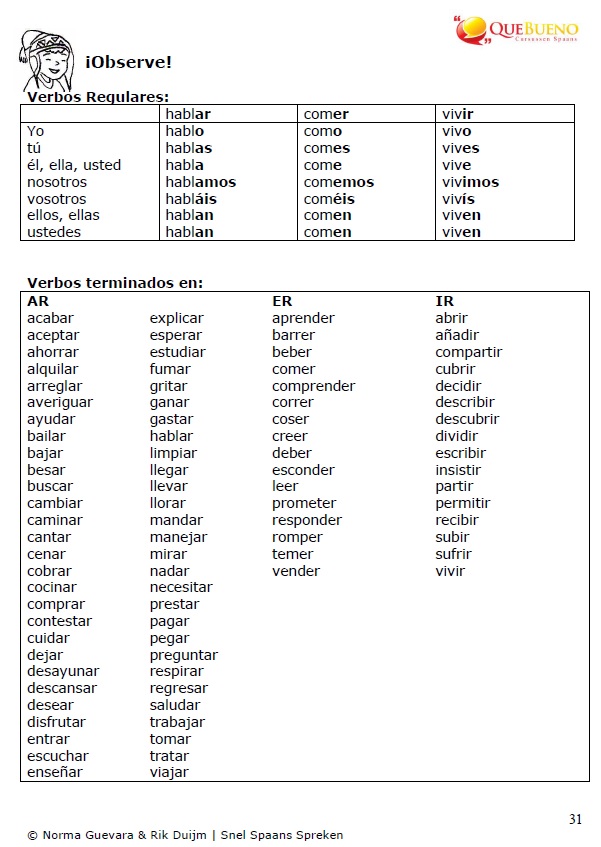 QUEBUENO
Cursussen Spaans
¡Observe!
Verbos Regulares:
hablar comer vivir
Yo hablo como vivo
tú hablas comes vives
él, ella, usted habla come vive
nosotros hablamos comemos vivimos
vosotros habláis coméis vivís
ellos, ellas hablan comen viven
ustedes hablan comen viven
Verbos terminados en:
AR ER IR
acabar explicar aprender abrir
aceptar esperar barrer añadir
ahorrar estudiar beber compartir
alquilar fumar comer cubrir
arreglar gritar comprender decidir
averiguar ganar correr describir
ayudar gastar coser descubrir
bailar hablar creer dividir
bajar limpiar deber escribir
besar llegar esconder insistir
buscar llevar leer partir
cambiar llorar prometer permitir
caminar mandar responder recibir
cantar manejar romper subir
cenar mirar temer sufrir
cobrar nadar vender vivir
cocinar necesitar
comprar prestar
contestar pagar
cuidar pegar
dejar preguntar
desayunar respirar
descansar regresar
desear saludar
disfrutar trabajar
entrar tomar
escuchar tratar
enseñar viajar
31
© Norma Guevara & Rik Duijm | Snel Spaans Spreken